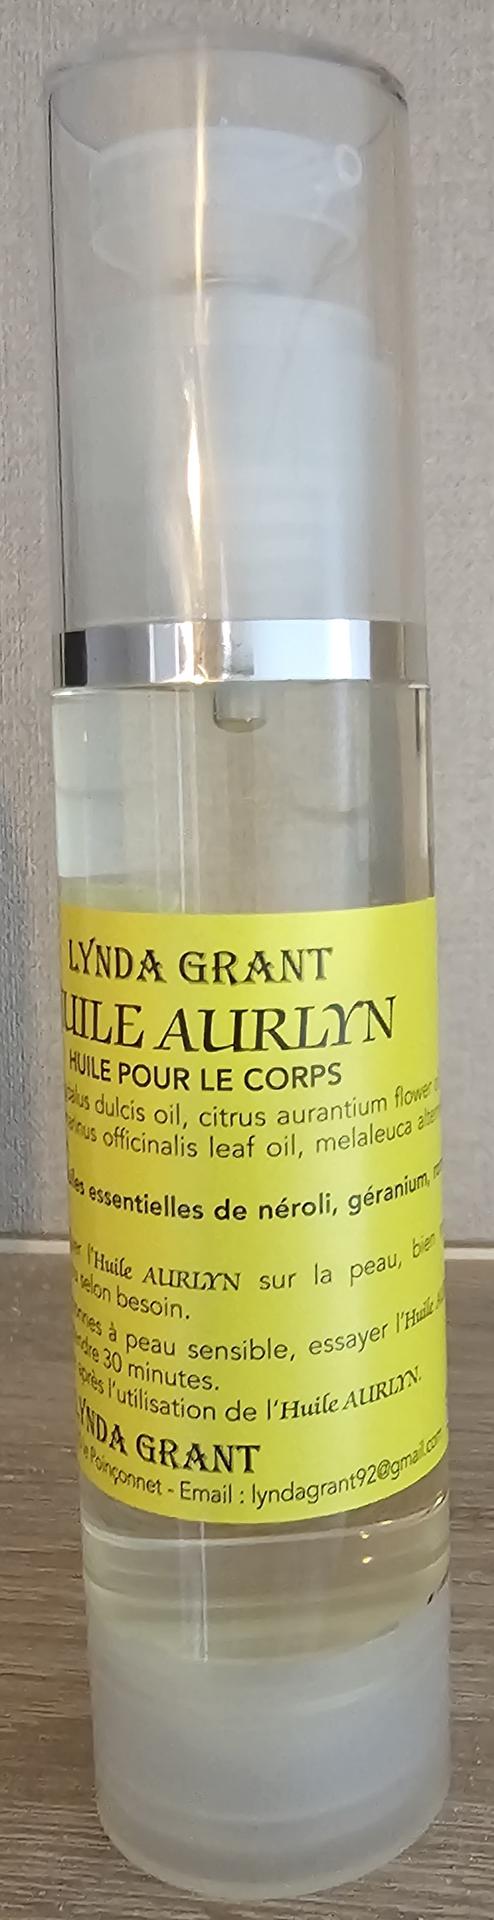 LYNDA GRANT
HUILE AURLYN
HUILE POUR LE CORPS
dulcis oil, citrus aurantium flower
officinalis leaf oil, melaleuca
essentielles de néroli, géranium,
l'Huile AURLYN sur la peau, bien
selon besoin.
à peau sensible, essayer l'Huile
30 minutes.
après l'utilisation de l'Huile AURLYN.
LYNDA GRANT
Poinçonnet - Email : lyndagrant92@gmail.com